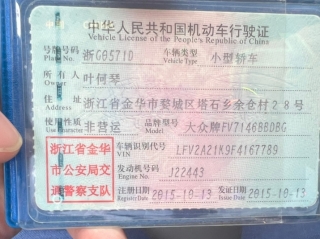 中华人民共和国机动车行驶证
Vehicle License of the People's Republic of China
号牌号码 浙G0571D 车辆类型 小型轿车
Plate No. Vehicle Type
所有人 叶何琴
Owner
住址 浙江省金华市婺城区塔石乡余仓村28号
Address
使用性质 非营运 品牌型号 大众牌FV7146BBDBG
Use Character Model
浙江省金华
市公安局交
通警察支队
车辆识别代号 LFV2A21K9F4167789
VIN
发动机号码 J22443
Engine No.
注册日期 2015-10-13 发证日期 2015-10-13
Register Date Issue Date